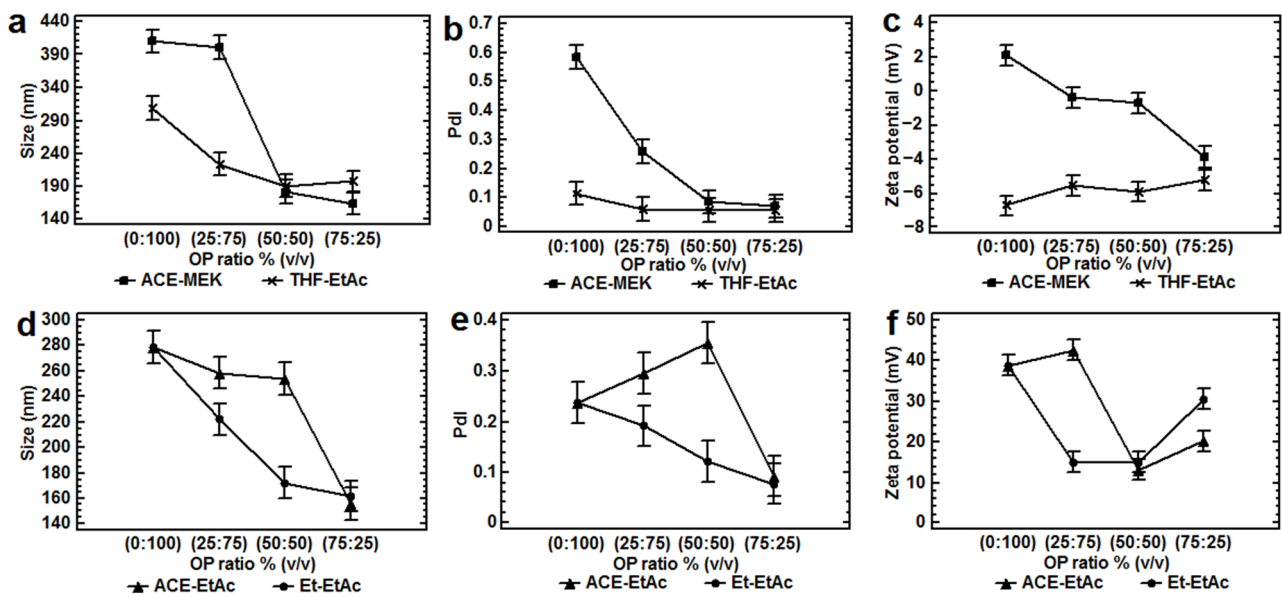 a
440
390
340
290
240
190
140
Size (nm)
(0:100) (25:75) (50:50) (75:25)
OP ratio % (v/v)
ACE-MEK THF-EtAc
b
0.7
0.6
0.5
0.4
0.3
0.2
0.1
0
PdI
(0:100) (25:75) (50:50) (75:25)
OP ratio % (v/v)
ACE-MEK THF-EtAc
c
4
2
0
−2
−4
−6
−8
Zeta potential (mV)
(0:100) (25:75) (50:50) (75:25)
OP ratio % (v/v)
ACE-MEK THF-EtAc
d
300
280
260
240
220
200
180
160
140
Size (nm)
(0:100) (25:75) (50:50) (75:25)
OP ratio % (v/v)
ACE-EtAc Et-EtAc
e
0.4
0.3
0.2
0.1
0
PdI
(0:100) (25:75) (50:50) (75:25)
OP ratio % (v/v)
ACE-EtAc Et-EtAc
f
50
40
30
20
10
0
Zeta potential (mV)
(0:100) (25:75) (50:50) (75:25)
OP ratio % (v/v)
ACE-EtAc Et-EtAc